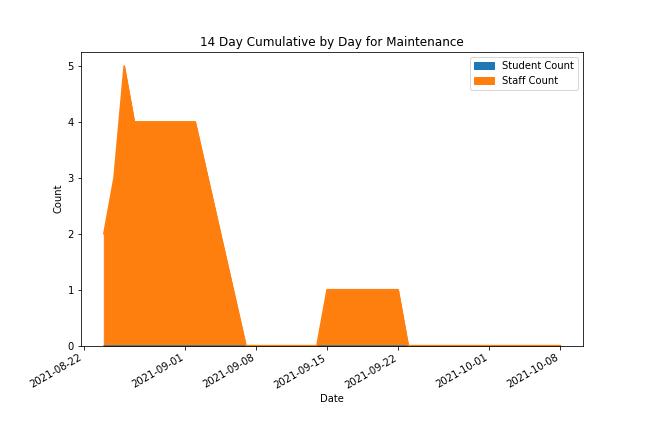 14 Day Cumulative by Day for Maintenance
Student Count
Staff Count
5
4
3
2
1
0
Count
2021-08-22
2021-09-01
2021-09-08
2021-09-15
2021-09-22
2021-10-01
2021-10-08
Date